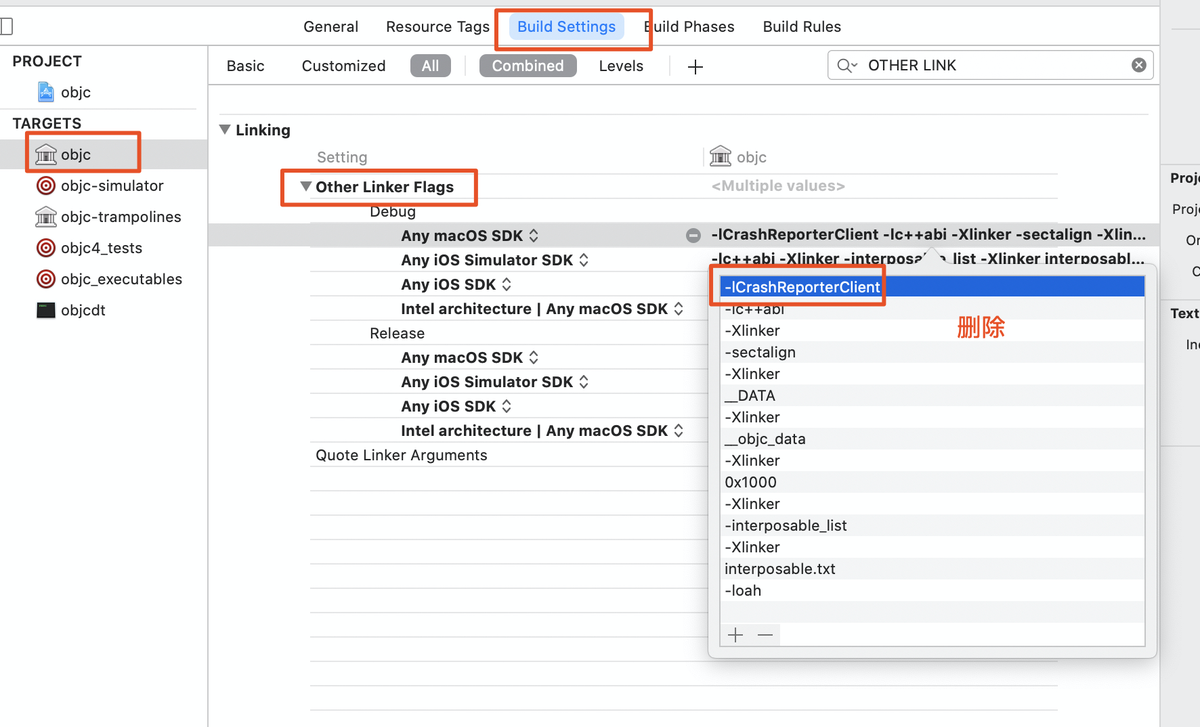 General Resource Tags Build Settings Build Phases Build Rules
PROJECT
objc
TARGETS
objc
objc-simulator
objc-trampolines
objc4_tests
objc_executables
objcdt
Basic Customized All Combined Levels + OTHER LINK
Linking
Setting objc
Other Linker Flags <Multiple values>
Debug
Any macOS SDK -lCrashReporterClient -lc++abi -Xlinker -sectalign -Xlin...
Any iOS Simulator SDK -lc++abi -Xlinker -interposable_list -Xlinker interposabl...
Any iOS SDK
Intel architecture | Any macOS SDK
Release
Any macOS SDK
Any iOS Simulator SDK
Any iOS SDK
Intel architecture | Any macOS SDK
Quote Linker Arguments
-lCrashReporterClient
-lc++abi
删除
-Xlinker
-sectalign
-Xlinker
__DATA
-Xlinker
__objc_data
-Xlinker
0x1000
-Xlinker
-interposable_list
-Xlinker
interposable.txt
-loah
Proj
Proj
Or
C
Text
Ind